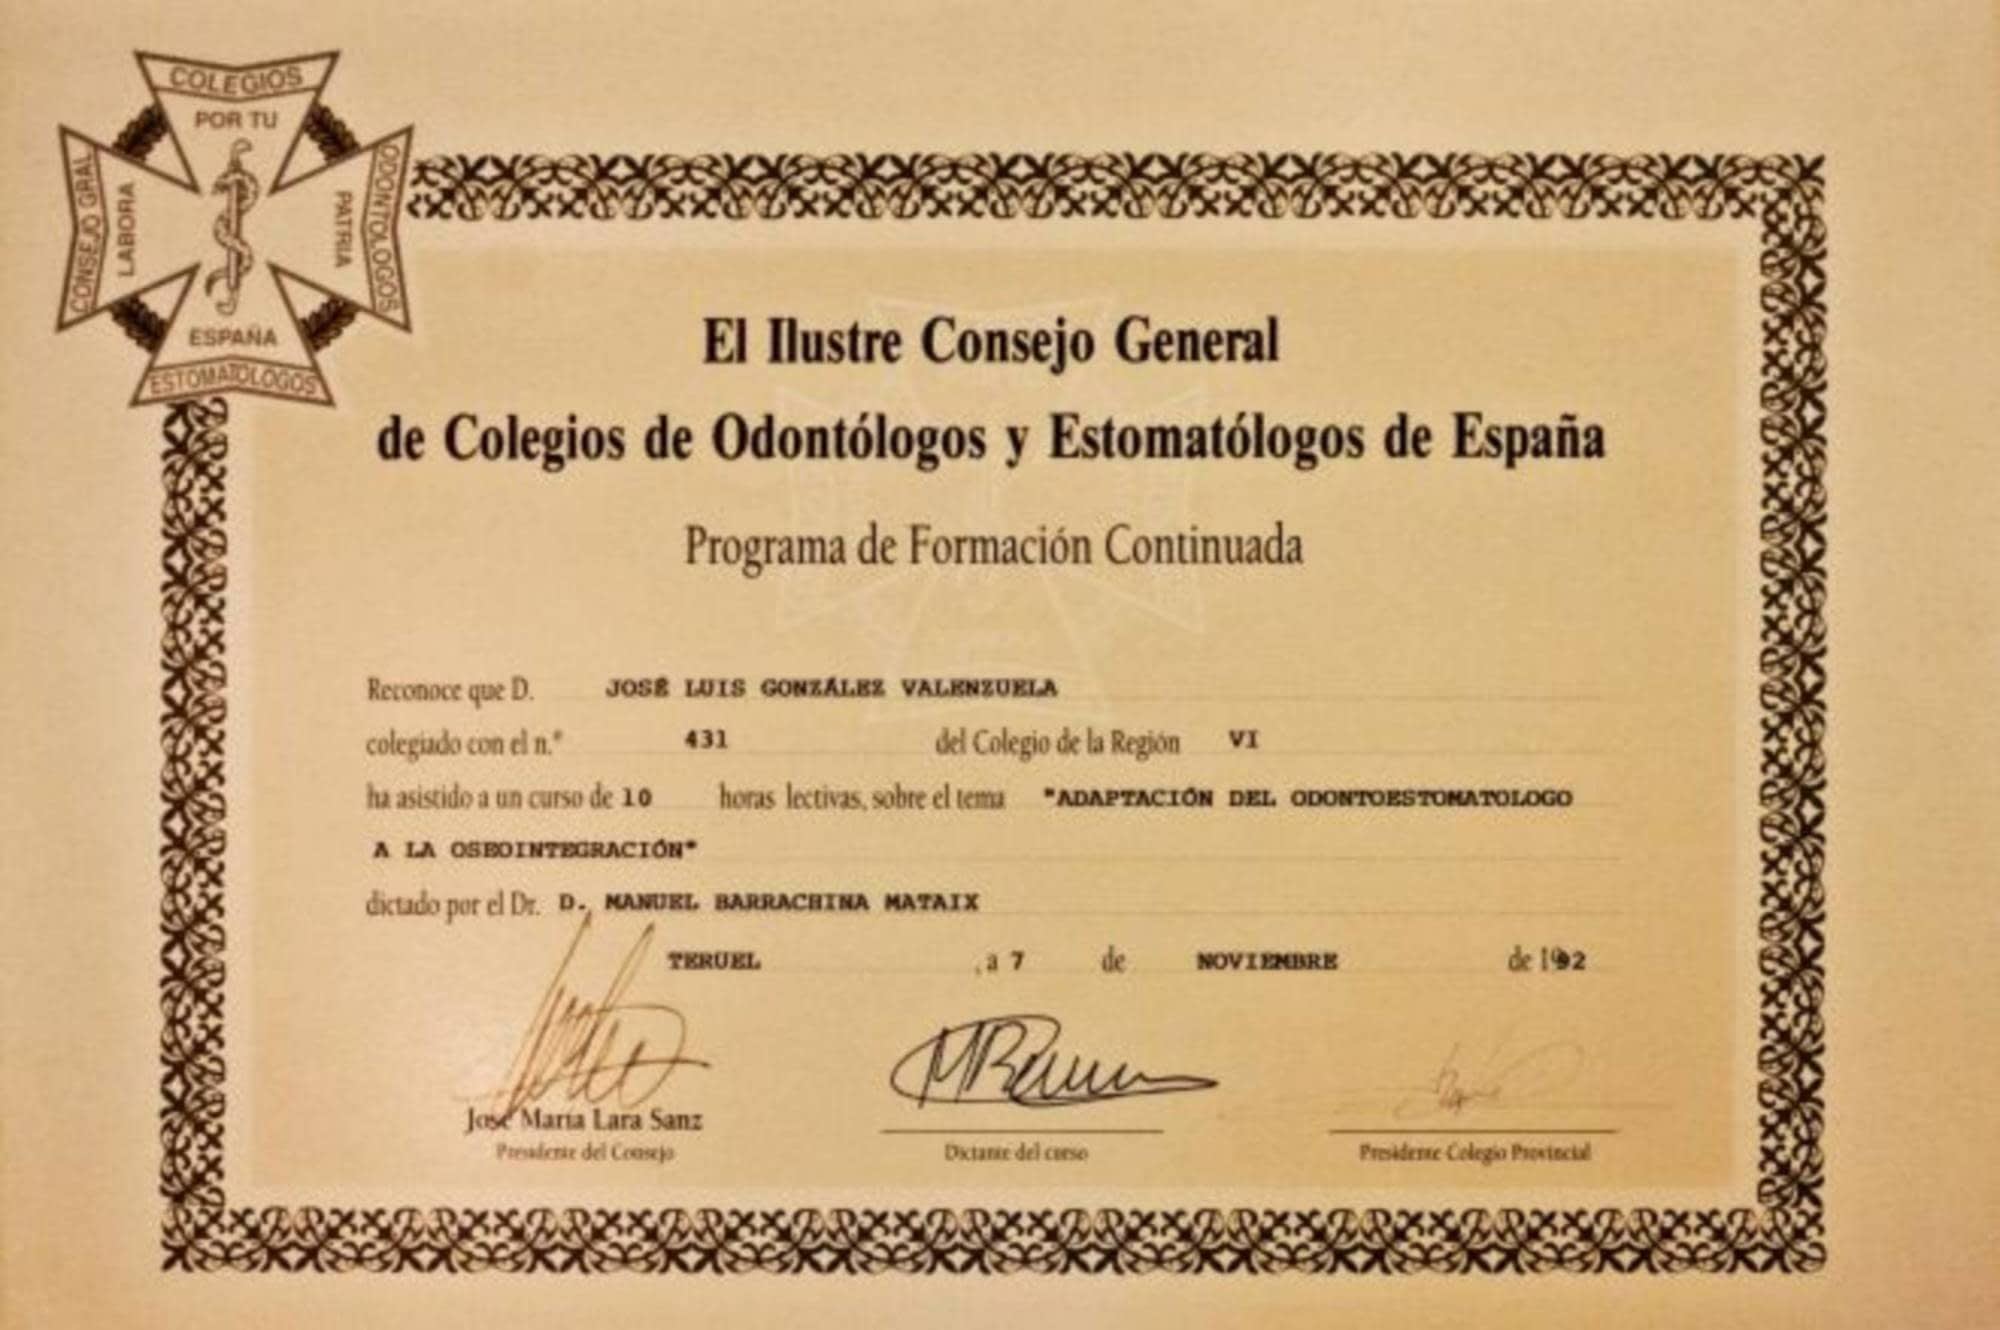 COLEGIOS
POR TU
CONSEJO GRAL
LABORA
PATRIA
ODONTOLOGOS
ESPAÑA
ESTOMATOLOGOS
El Ilustre Consejo General
de Colegios de Odontólogos y Estomatólogos de España
Programa de Formación Continuada
Reconoce que D. JOSÉ LUIS GONZÁLEZ VALENZUELA
colegiado con el n.º 431 del Colegio de la Región VI
ha asistido a un curso de 10 horas lectivas, sobre el tema "ADAPTACIÓN DEL ODONTOESTOMATOLOGO
A LA OSEOINTEGRACIÓN"
dictado por el Dr. D. MANUEL BARRACHINA MATAIX
TERUEL , a 7 de NOVIEMBRE de 1992
José María Lara Sanz
Presidente del Consejo
Dictante del curso
Presidente Colegio Provincial